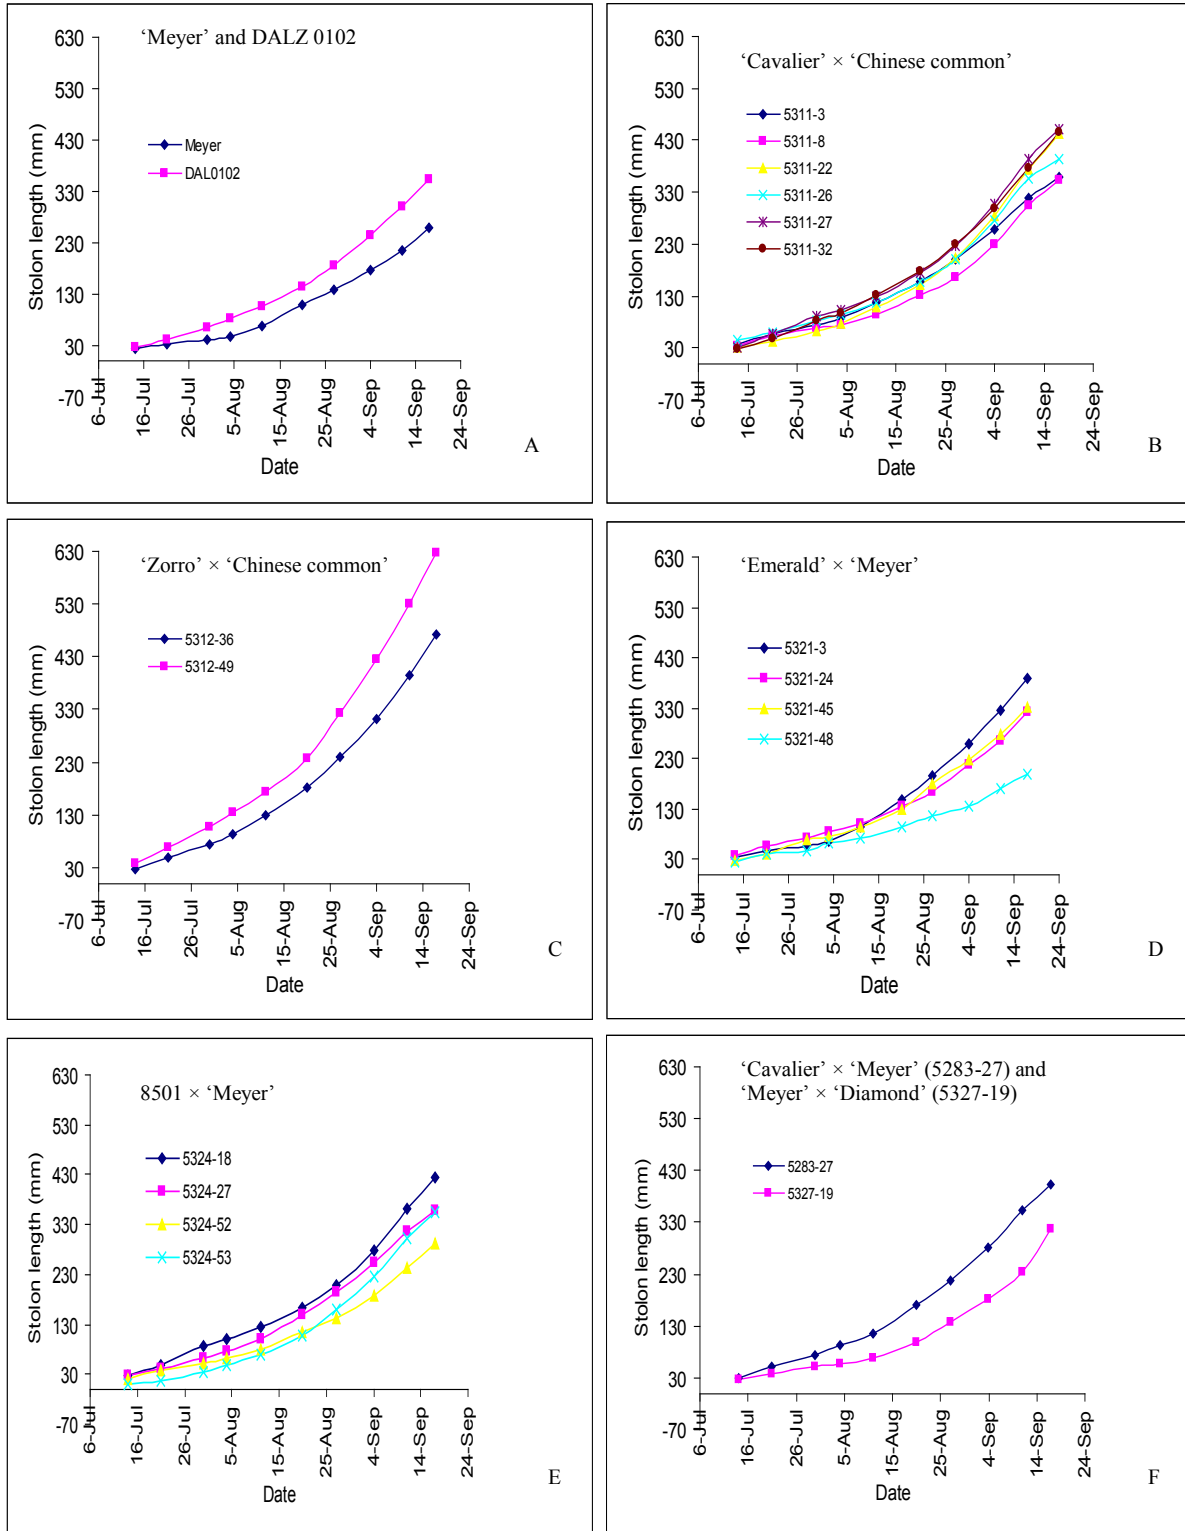 'Meyer' and DALZ 0102
630
530
430
330
230
130
30
-70
Stolon length (mm)
Meyer
DAL0102
6-Jul
16-Jul
26-Jul
5-Aug
15-Aug
25-Aug
4-Sep
14-Sep
24-Sep
Date
A
'Cavalier' × 'Chinese common'
630
530
430
330
230
130
30
-70
Stolon length (mm)
5311-3
5311-8
5311-22
5311-26
5311-27
5311-32
6-Jul
16-Jul
26-Jul
5-Aug
15-Aug
25-Aug
4-Sep
14-Sep
24-Sep
Date
B
'Zorro' × 'Chinese common'
630
530
430
330
230
130
30
-70
Stolon length (mm)
5312-36
5312-49
6-Jul
16-Jul
26-Jul
5-Aug
15-Aug
25-Aug
4-Sep
14-Sep
24-Sep
Date
C
'Emerald' × 'Meyer'
630
530
430
330
230
130
30
-70
Stolon length (mm)
5321-3
5321-24
5321-45
5321-48
6-Jul
16-Jul
26-Jul
5-Aug
15-Aug
25-Aug
4-Sep
14-Sep
24-Sep
Date
D
8501 × 'Meyer'
630
530
430
330
230
130
30
-70
Stolon length (mm)
5324-18
5324-27
5324-52
5324-53
6-Jul
16-Jul
26-Jul
5-Aug
15-Aug
25-Aug
4-Sep
14-Sep
24-Sep
Date
E
'Cavalier' × 'Meyer' (5283-27) and
'Meyer' × 'Diamond' (5327-19)
630
530
430
330
230
130
30
-70
Stolon length (mm)
5283-27
5327-19
6-Jul
16-Jul
26-Jul
5-Aug
15-Aug
25-Aug
4-Sep
14-Sep
24-Sep
Date
F